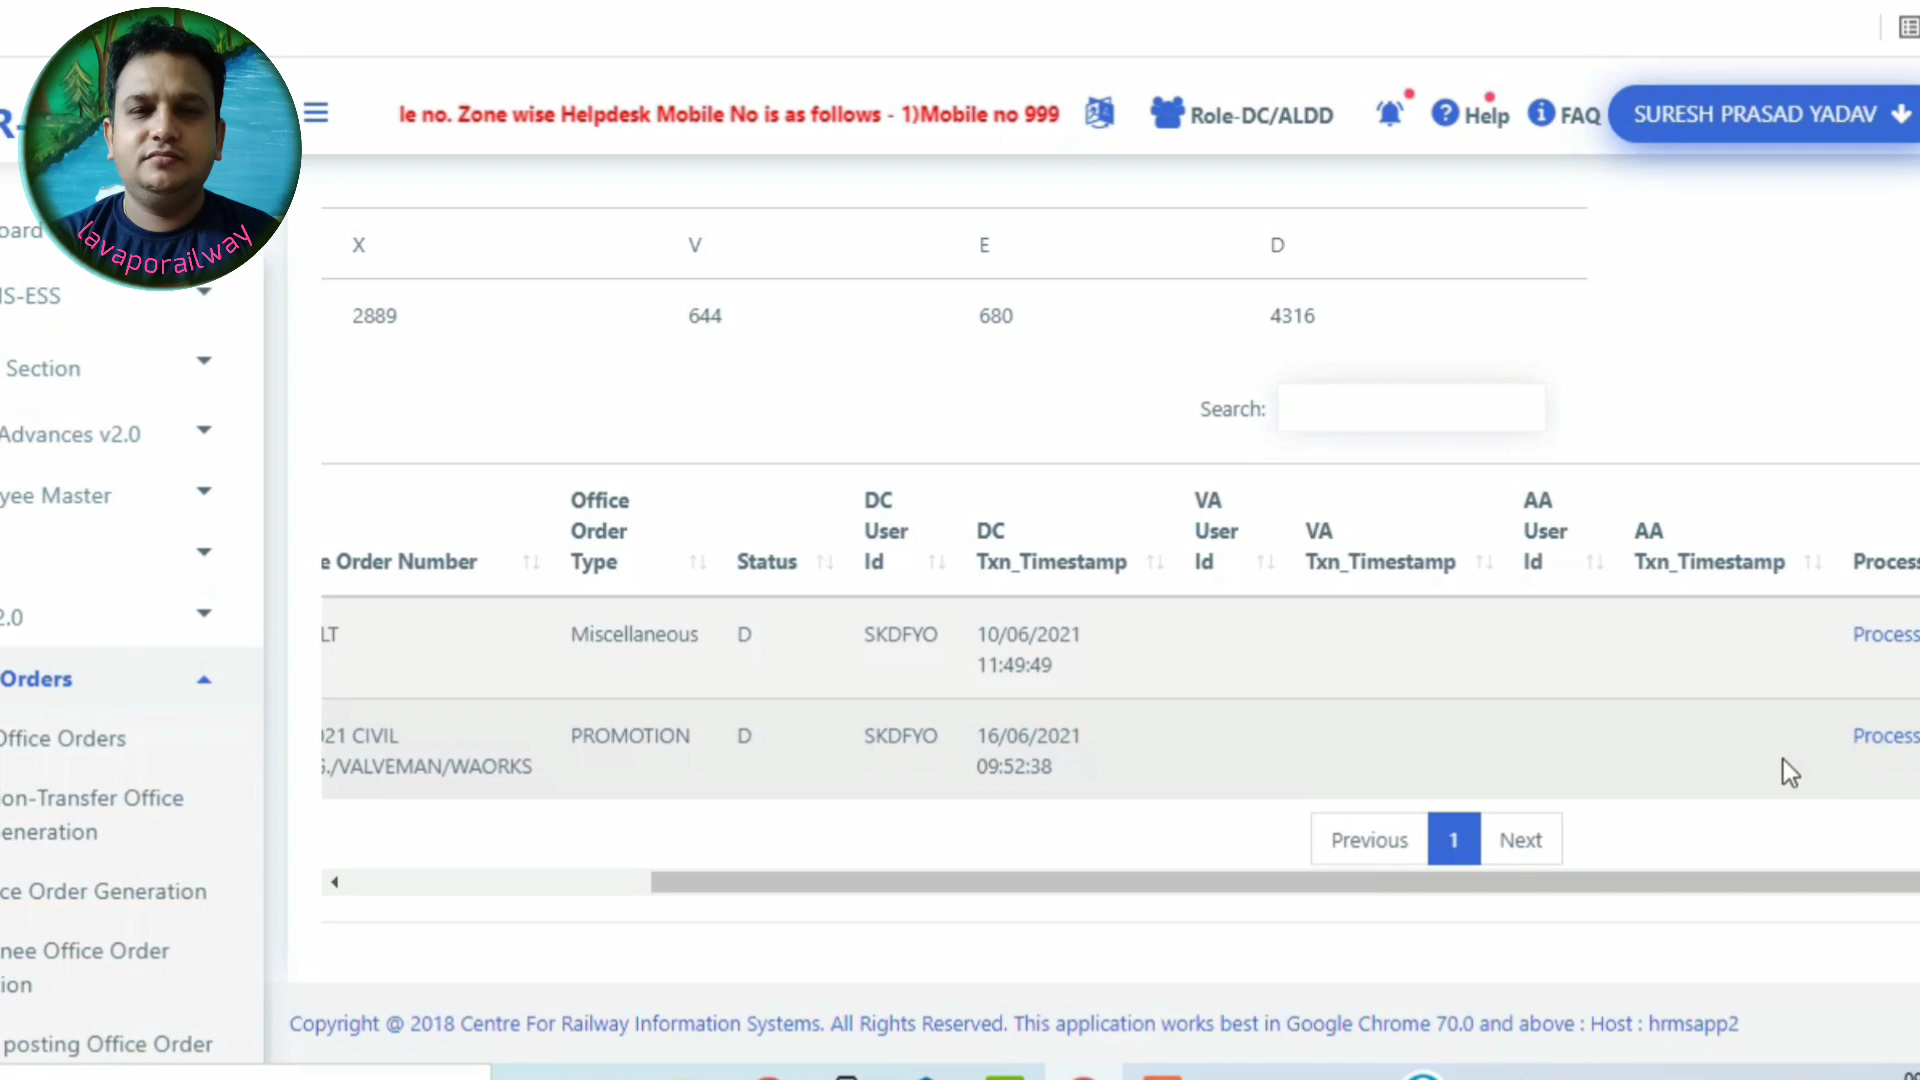 R-
le no. Zone wise Helpdesk Mobile No is as follows - 1)Mobile no 999
Role-DC/ALDD
Help
FAQ
SURESH PRASAD YADAV
lavaporailway
oard
IS-ESS
Section
Advances v2.0
yee Master
2.0
Orders
Office Orders
on-Transfer Office
eneration
ce Order Generation
nee Office Order
ion
posting Office Order
X V E D
2889 644 680 4316
Search:
e Order Number
Office
Order
Type
Status
DC
User
Id
DC
Txn_Timestamp
VA
User
Id
VA
Txn_Timestamp
AA
User
Id
AA
Txn_Timestamp
Process
LT Miscellaneous D SKDFYO 10/06/2021 Process
11:49:49
021 CIVIL PROMOTION D SKDFYO 16/06/2021 Process
G./VALVEMAN/WAORKS 09:52:38
Previous 1 Next
Copyright @ 2018 Centre For Railway Information Systems. All Rights Reserved. This application works best in Google Chrome 70.0 and above : Host : hrmsapp2